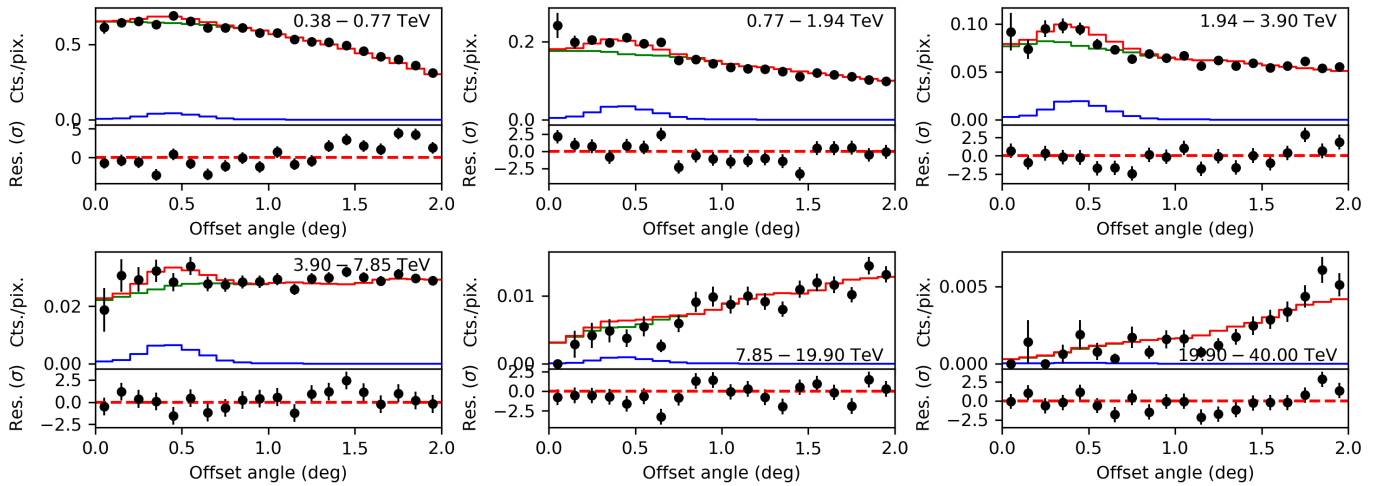 0.38 − 0.77 TeV
Cts./pix.
0.5
0.0
Res. (σ)
5
0
0.0 0.5 1.0 1.5 2.0
Offset angle (deg)
0.77 − 1.94 TeV
Cts./pix.
0.2
0.0
Res. (σ)
2.5
0.0
−2.5
0.0 0.5 1.0 1.5 2.0
Offset angle (deg)
1.94 − 3.90 TeV
Cts./pix.
0.10
0.05
0.00
Res. (σ)
2.5
0.0
−2.5
0.0 0.5 1.0 1.5 2.0
Offset angle (deg)
3.90 − 7.85 TeV
Cts./pix.
0.02
0.00
Res. (σ)
2.5
0.0
−2.5
0.0 0.5 1.0 1.5 2.0
Offset angle (deg)
7.85 − 19.90 TeV
Cts./pix.
0.01
0.00
Res. (σ)
2.5
0.0
−2.5
0.0 0.5 1.0 1.5 2.0
Offset angle (deg)
19.90 − 40.00 TeV
Cts./pix.
0.005
0.000
Res. (σ)
2.5
0.0
−2.5
0.0 0.5 1.0 1.5 2.0
Offset angle (deg)